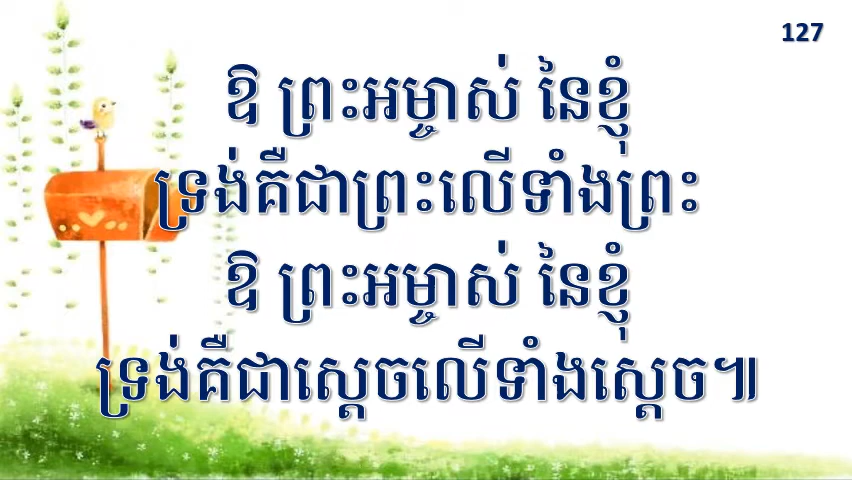 127
ឱ ព្រះអម្ចាស់ នៃខ្ញុំ
ទ្រង់គឺជាព្រះលើទាំងព្រះ
ឱ ព្រះអម្ចាស់ នៃខ្ញុំ
ទ្រង់គឺជាស្តេចលើទាំងស្តេច៕